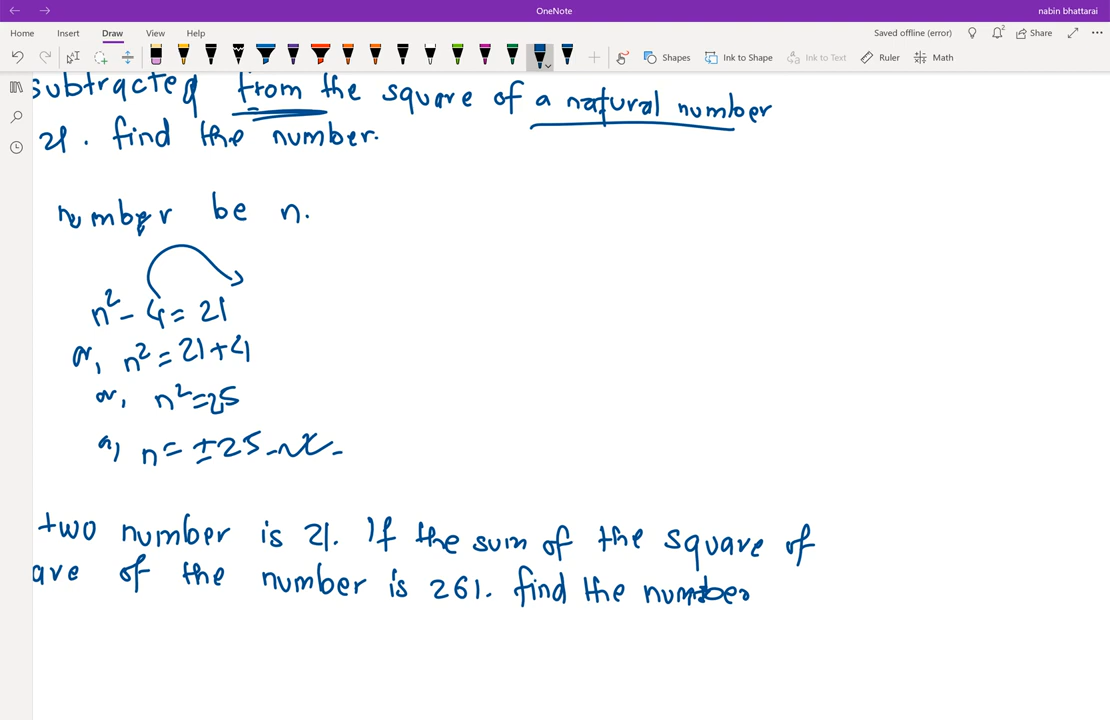 OneNote
nabin bhattarai
Home Insert Draw View Help
Saved offline (error) Share
Shapes Ink to Shape Ink to Text Ruler Math
subtracted from the square of a natural number
21. find the number.
number be n.
n² - 4 = 21
or, n² = 21+4
or, n² = 25
n = ±25
two number is 21. If the sum of the square of
of the number is 261. find the number